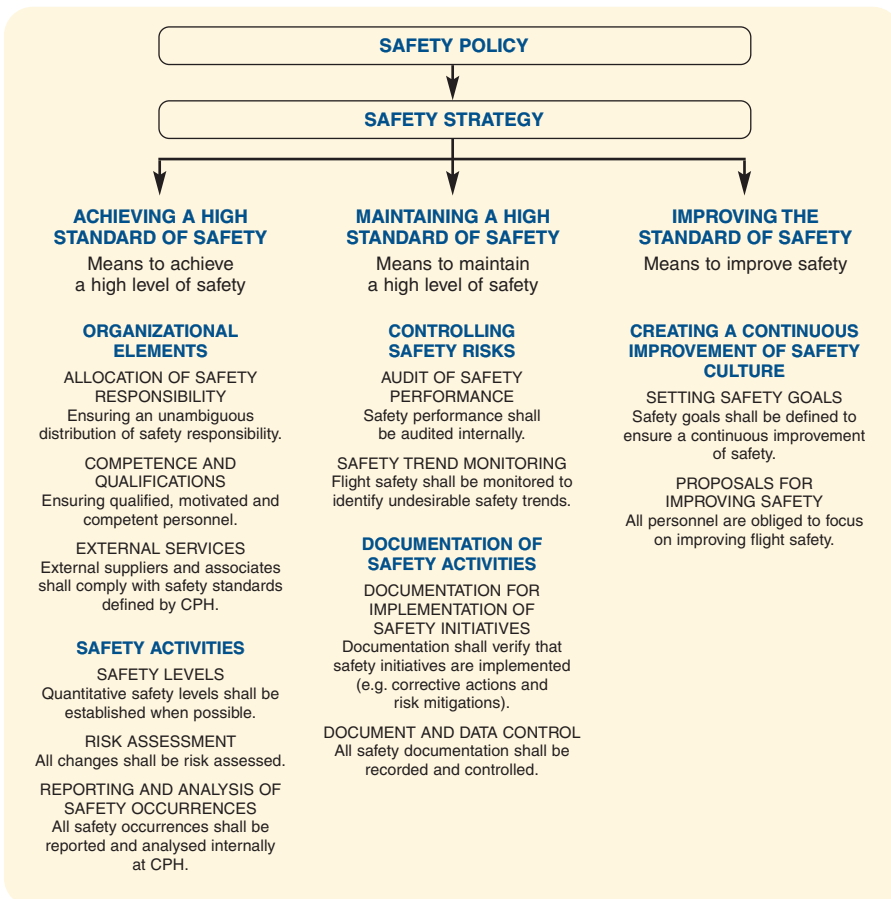 SAFETY POLICY
SAFETY STRATEGY
ACHIEVING A HIGH
STANDARD OF SAFETY
Means to achieve
a high level of safety
ORGANIZATIONAL
ELEMENTS
ALLOCATION OF SAFETY
RESPONSIBILITY
Ensuring an unambiguous
distribution of safety responsibility.
COMPETENCE AND
QUALIFICATIONS
Ensuring qualified, motivated and
competent personnel.
EXTERNAL SERVICES
External suppliers and associates
shall comply with safety standards
defined by CPH.
SAFETY ACTIVITIES
SAFETY LEVELS
Quantitative safety levels shall be
established when possible.
RISK ASSESSMENT
All changes shall be risk assessed.
REPORTING AND ANALYSIS OF
SAFETY OCCURRENCES
All safety occurrences shall be
reported and analysed internally
at CPH.
MAINTAINING A HIGH
STANDARD OF SAFETY
Means to maintain
a high level of safety
CONTROLLING
SAFETY RISKS
AUDIT OF SAFETY
PERFORMANCE
Safety performance shall
be audited internally.
SAFETY TREND MONITORING
Flight safety shall be monitored to
identify undesirable safety trends.
DOCUMENTATION OF
SAFETY ACTIVITIES
DOCUMENTATION FOR
IMPLEMENTATION OF
SAFETY INITIATIVES
Documentation shall verify that
safety initiatives are implemented
(e.g. corrective actions and
risk mitigations).
DOCUMENT AND DATA CONTROL
All safety documentation shall be
recorded and controlled.
IMPROVING THE
STANDARD OF SAFETY
Means to improve safety
CREATING A CONTINUOUS
IMPROVEMENT OF SAFETY
CULTURE
SETTING SAFETY GOALS
Safety goals shall be defined to
ensure a continuous improvement
of safety.
PROPOSALS FOR
IMPROVING SAFETY
All personnel are obliged to focus
on improving flight safety.